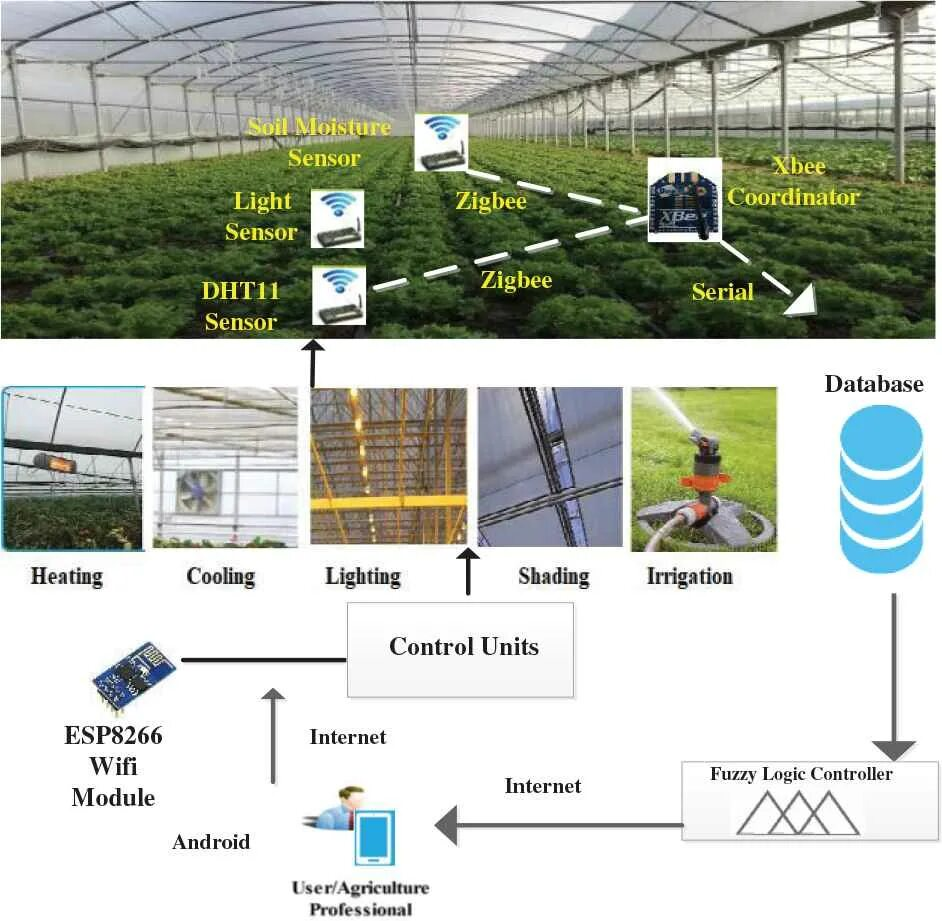 Soil Moisture
Sensor
Xbee
Coordinator
Light
Sensor
Zigbee
XBee
DHT11
Sensor
Zigbee
Serial
Database
Heating
Cooling
Lighting
Shading
Irrigation
Control Units
ESP8266
Wifi
Module
Internet
Internet
Fuzzy Logic Controller
Android
User/Agriculture
Professional